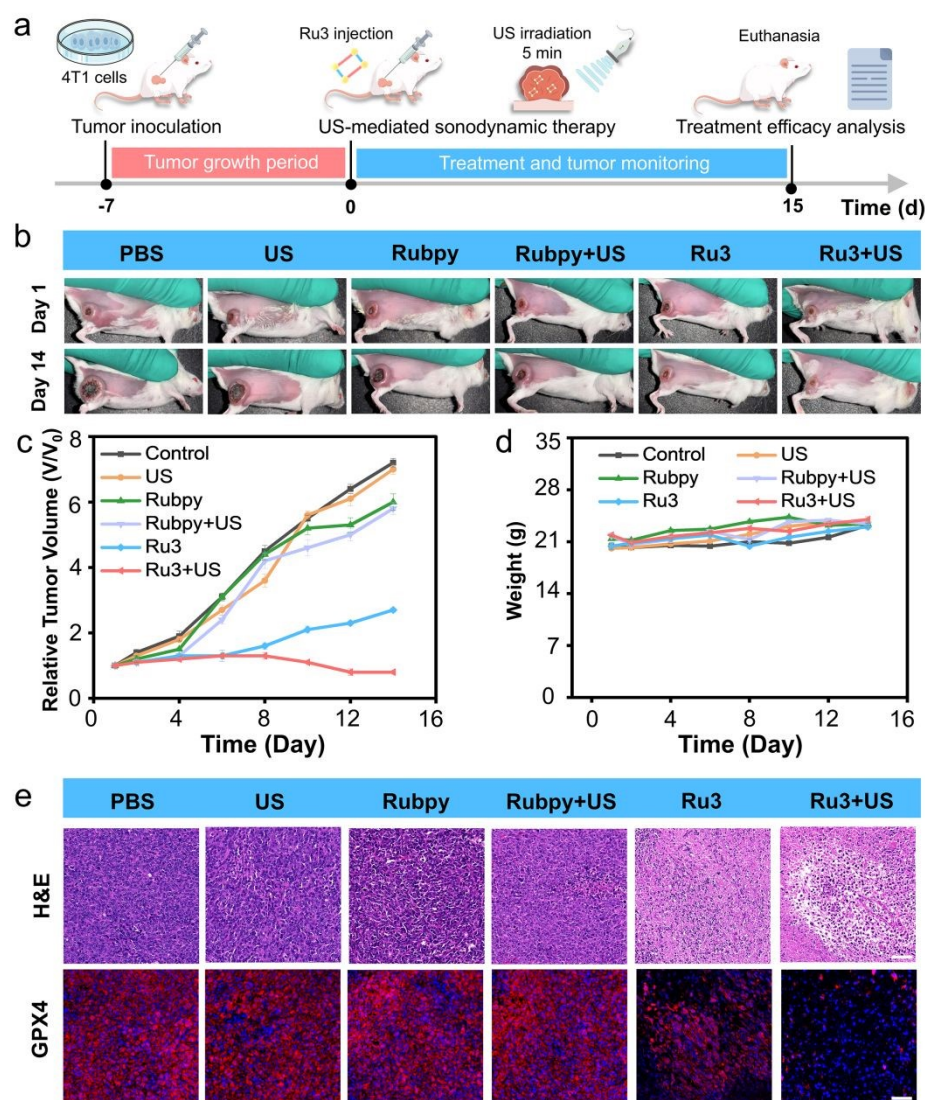 a
4T1 cells
Ru3 injection
US irradiation
5 min
Euthanasia
Tumor inoculation
US-mediated sonodynamic therapy
Treatment efficacy analysis
Tumor growth period
Treatment and tumor monitoring
-7
0
15
Time (d)
b
PBS
US
Rubpy
Rubpy+US
Ru3
Ru3+US
Day 1
Day 14
c
Relative Tumor Volume (V/V₀)
8
6
4
2
0
Control
US
Rubpy
Rubpy+US
Ru3
Ru3+US
0
4
8
12
16
Time (Day)
d
Weight (g)
35
28
21
14
7
0
Control
US
Rubpy
Rubpy+US
Ru3
Ru3+US
0
4
8
12
16
Time (Day)
e
PBS
US
Rubpy
Rubpy+US
Ru3
Ru3+US
H&E
GPX4